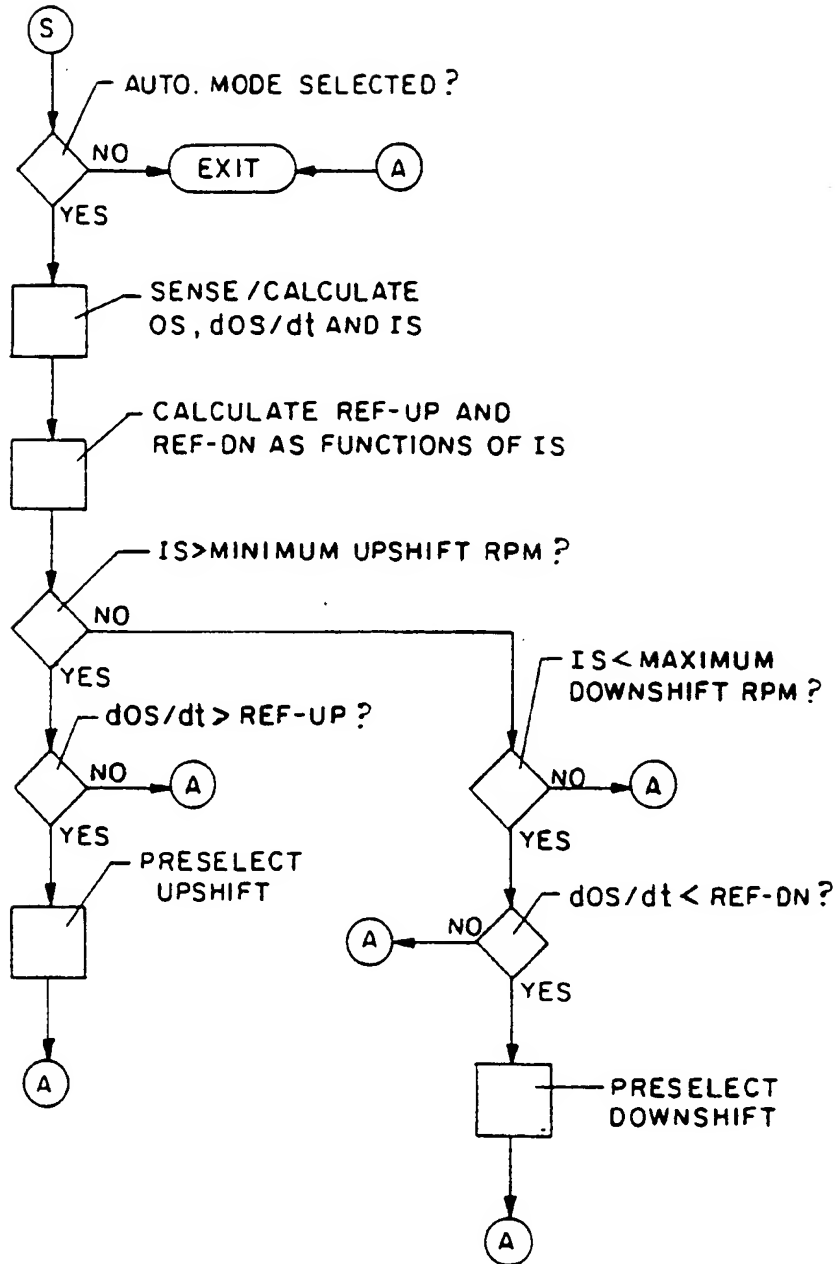 S
AUTO. MODE SELECTED?
NO
EXIT
A
YES
SENSE/CALCULATE
OS, dOS/dt AND IS
CALCULATE REF-UP AND
REF-DN AS FUNCTIONS OF IS
IS>MINIMUM UPSHIFT RPM?
NO
YES
IS<MAXIMUM
DOWNSHIFT RPM?
dOS/dt> REF-UP?
NO
A
NO
A
YES
YES
PRESELECT
UPSHIFT
dOS/dt< REF-DN?
A
NO
YES
A
PRESELECT
DOWNSHIFT
A